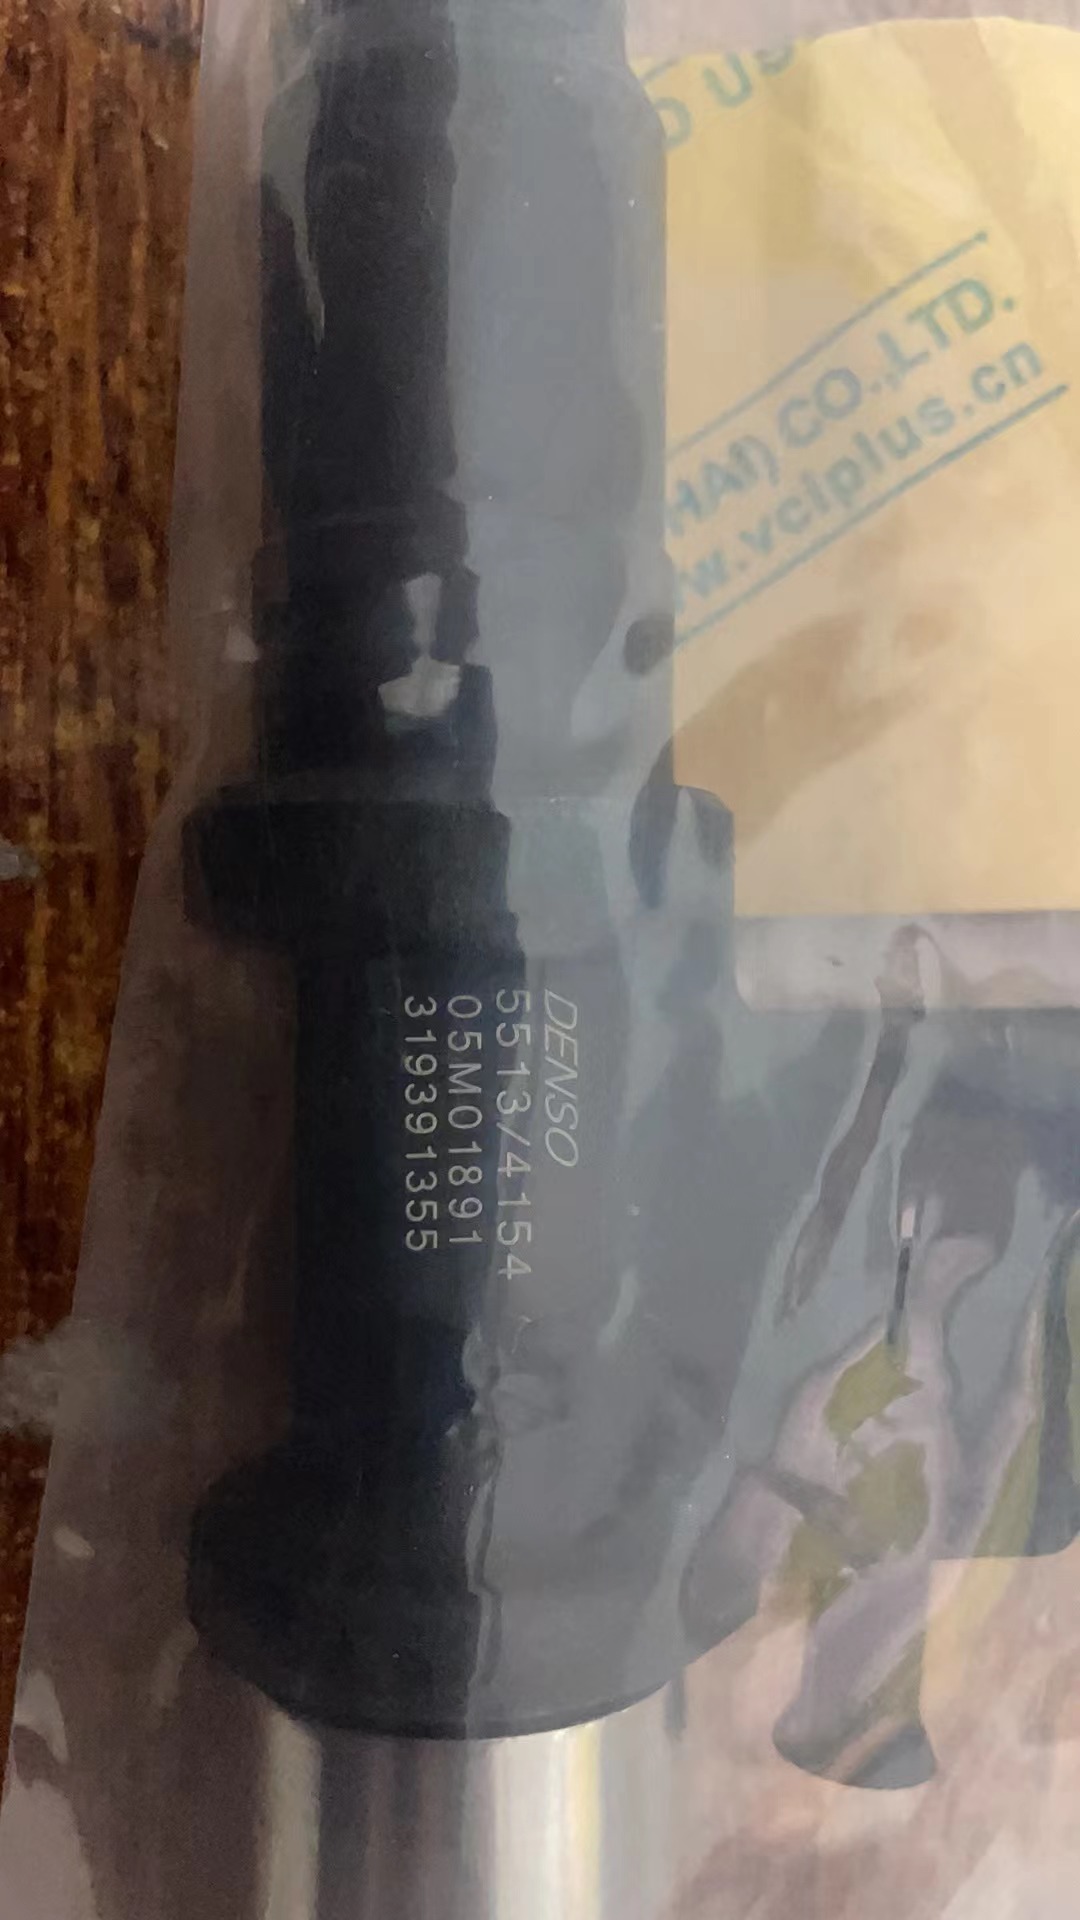 DENSO
5513/4154
05M01891
319391355
HAI) CO.,LTD.
w.vciplus.cn